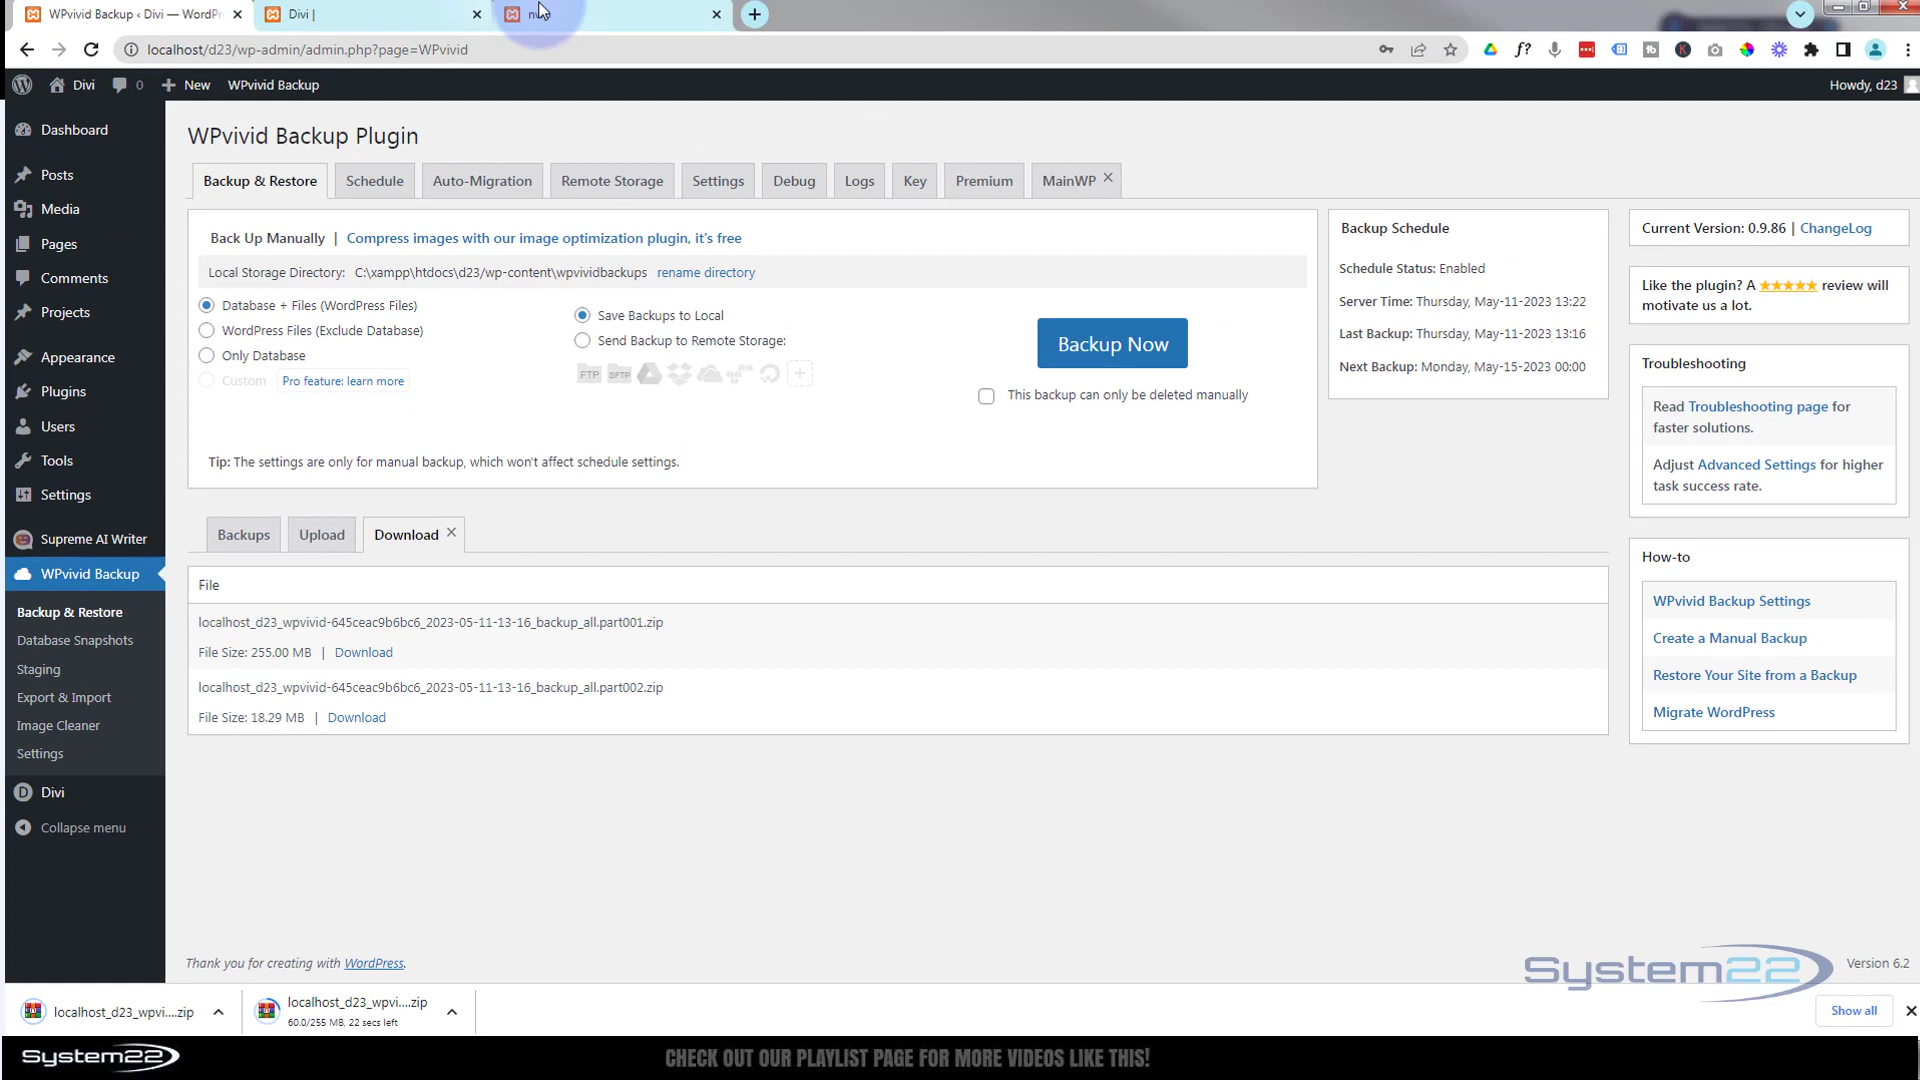 WPvivid Backup ‹ Divi — WordPr
Divi |
localhost/d23/wp-admin/admin.php?page=WPvivid
Divi
0
New
WPvivid Backup
Howdy, d23
Dashboard
Posts
Media
Pages
Comments
Projects
Appearance
Plugins
Users
Tools
Settings
Supreme AI Writer
WPvivid Backup
Backup & Restore
Database Snapshots
Staging
Export & Import
Image Cleaner
Settings
Divi
Collapse menu
WPvivid Backup Plugin
Backup & Restore
Schedule
Auto-Migration
Remote Storage
Settings
Debug
Logs
Key
Premium
MainWP
Back Up Manually | Compress images with our image optimization plugin, it's free
Local Storage Directory: C:\xampp\htdocs\d23/wp-content\wpvividbackups rename directory
Database + Files (WordPress Files)
WordPress Files (Exclude Database)
Only Database
Custom Pro feature: learn more
Save Backups to Local
Send Backup to Remote Storage:
FTP
SFTP
Backup Now
This backup can only be deleted manually
Tip: The settings are only for manual backup, which won't affect schedule settings.
Backup Schedule
Schedule Status: Enabled
Server Time: Thursday, May-11-2023 13:22
Last Backup: Thursday, May-11-2023 13:16
Next Backup: Monday, May-15-2023 00:00
Current Version: 0.9.86 | ChangeLog
Like the plugin? A ★★★★★ review will
motivate us a lot.
Troubleshooting
Read Troubleshooting page for
faster solutions.
Adjust Advanced Settings for higher
task success rate.
How-to
WPvivid Backup Settings
Create a Manual Backup
Restore Your Site from a Backup
Migrate WordPress
Backups
Upload
Download
File
localhost_d23_wpvivid-645ceac9b6bc6_2023-05-11-13-16_backup_all.part001.zip
File Size: 255.00 MB | Download
localhost_d23_wpvivid-645ceac9b6bc6_2023-05-11-13-16_backup_all.part002.zip
File Size: 18.29 MB | Download
Thank you for creating with WordPress.
System22
Version 6.2
localhost_d23_wpvi....zip
localhost_d23_wpvi....zip
60.0/255 MB, 22 secs left
Show all
System22
CHECK OUT OUR PLAYLIST PAGE FOR MORE VIDEOS LIKE THIS!